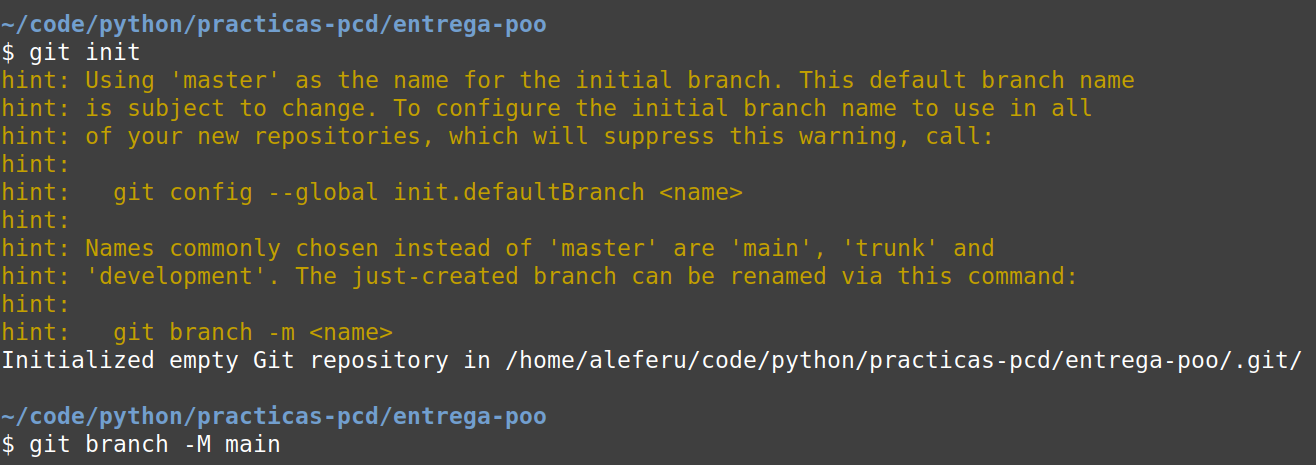 ~/code/python/practicas-pcd/entrega-poo
$ git init
hint: Using 'master' as the name for the initial branch. This default branch name
hint: is subject to change. To configure the initial branch name to use in all
hint: of your new repositories, which will suppress this warning, call:
hint:
hint:   git config --global init.defaultBranch <name>
hint:
hint: Names commonly chosen instead of 'master' are 'main', 'trunk' and
hint: 'development'. The just-created branch can be renamed via this command:
hint:
hint:   git branch -m <name>
Initialized empty Git repository in /home/aleferu/code/python/practicas-pcd/entrega-poo/.git/
~/code/python/practicas-pcd/entrega-poo
$ git branch -M main